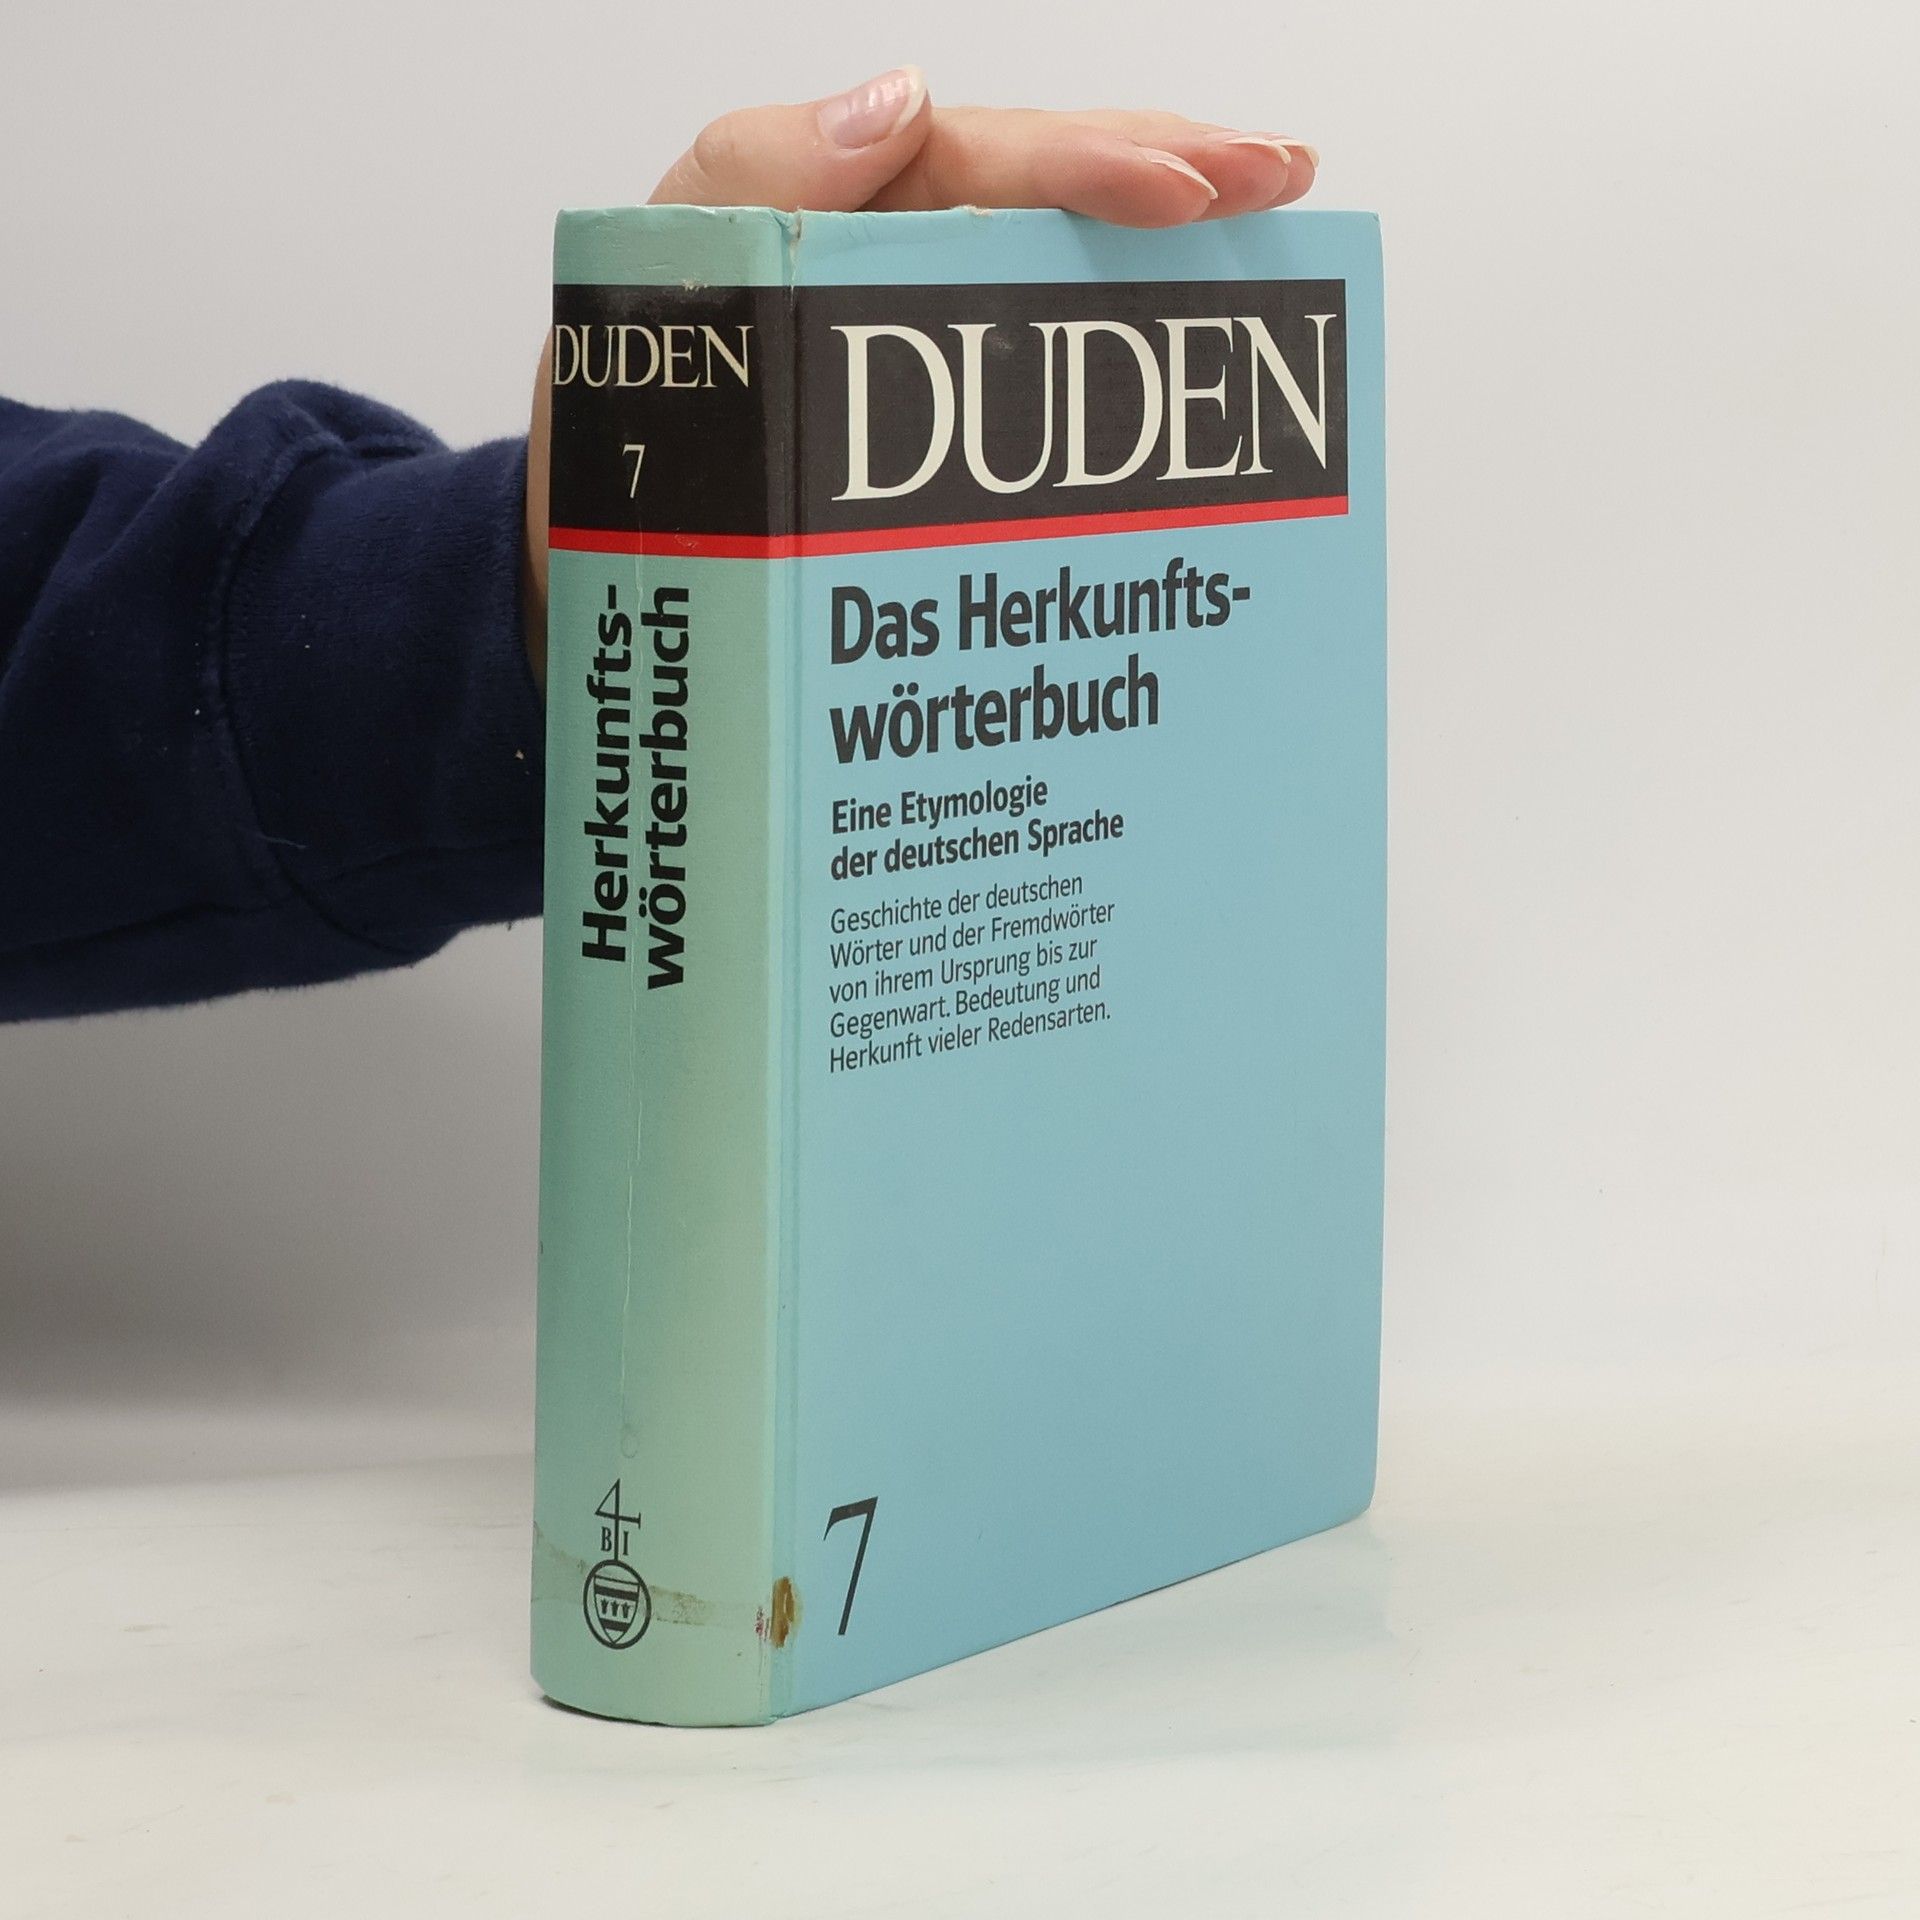 DUDEN
7
Herkunfts-
wörterbuch
4
B I
DUDEN
Das Herkunfts-
wörterbuch
Eine Etymologie
der deutschen Sprache
Geschichte der deutschen
Wörter und der Fremdwörter
von ihrem Ursprung bis zur
Gegenwart. Bedeutung und
Herkunft vieler Redensarten.
7